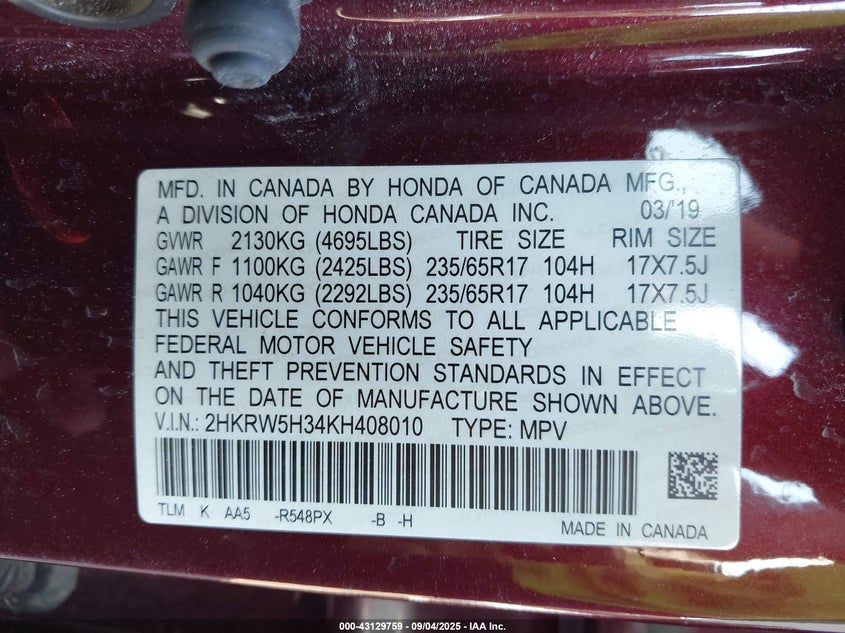 MFD. IN CANADA BY HONDA OF CANADA MFG.,
A DIVISION OF HONDA CANADA INC. 03/'19
GVWR 2130KG (4695LBS) TIRE SIZE RIM SIZE
GAWR F 1100KG (2425LBS) 235/65R17 104H 17X7.5J
GAWR R 1040KG (2292LBS) 235/65R17 104H 17X7.5J
THIS VEHICLE CONFORMS TO ALL APPLICABLE
FEDERAL MOTOR VEHICLE SAFETY
AND THEFT PREVENTION STANDARDS IN EFFECT
ON THE DATE OF MANUFACTURE SHOWN ABOVE.
V.I.N.: 2HKRW5H34KH408010 TYPE: MPV
TLM K AA5 -R548PX -B -H
MADE IN CANADA
000-43129759 - 09/04/2025 - IAA Inc.